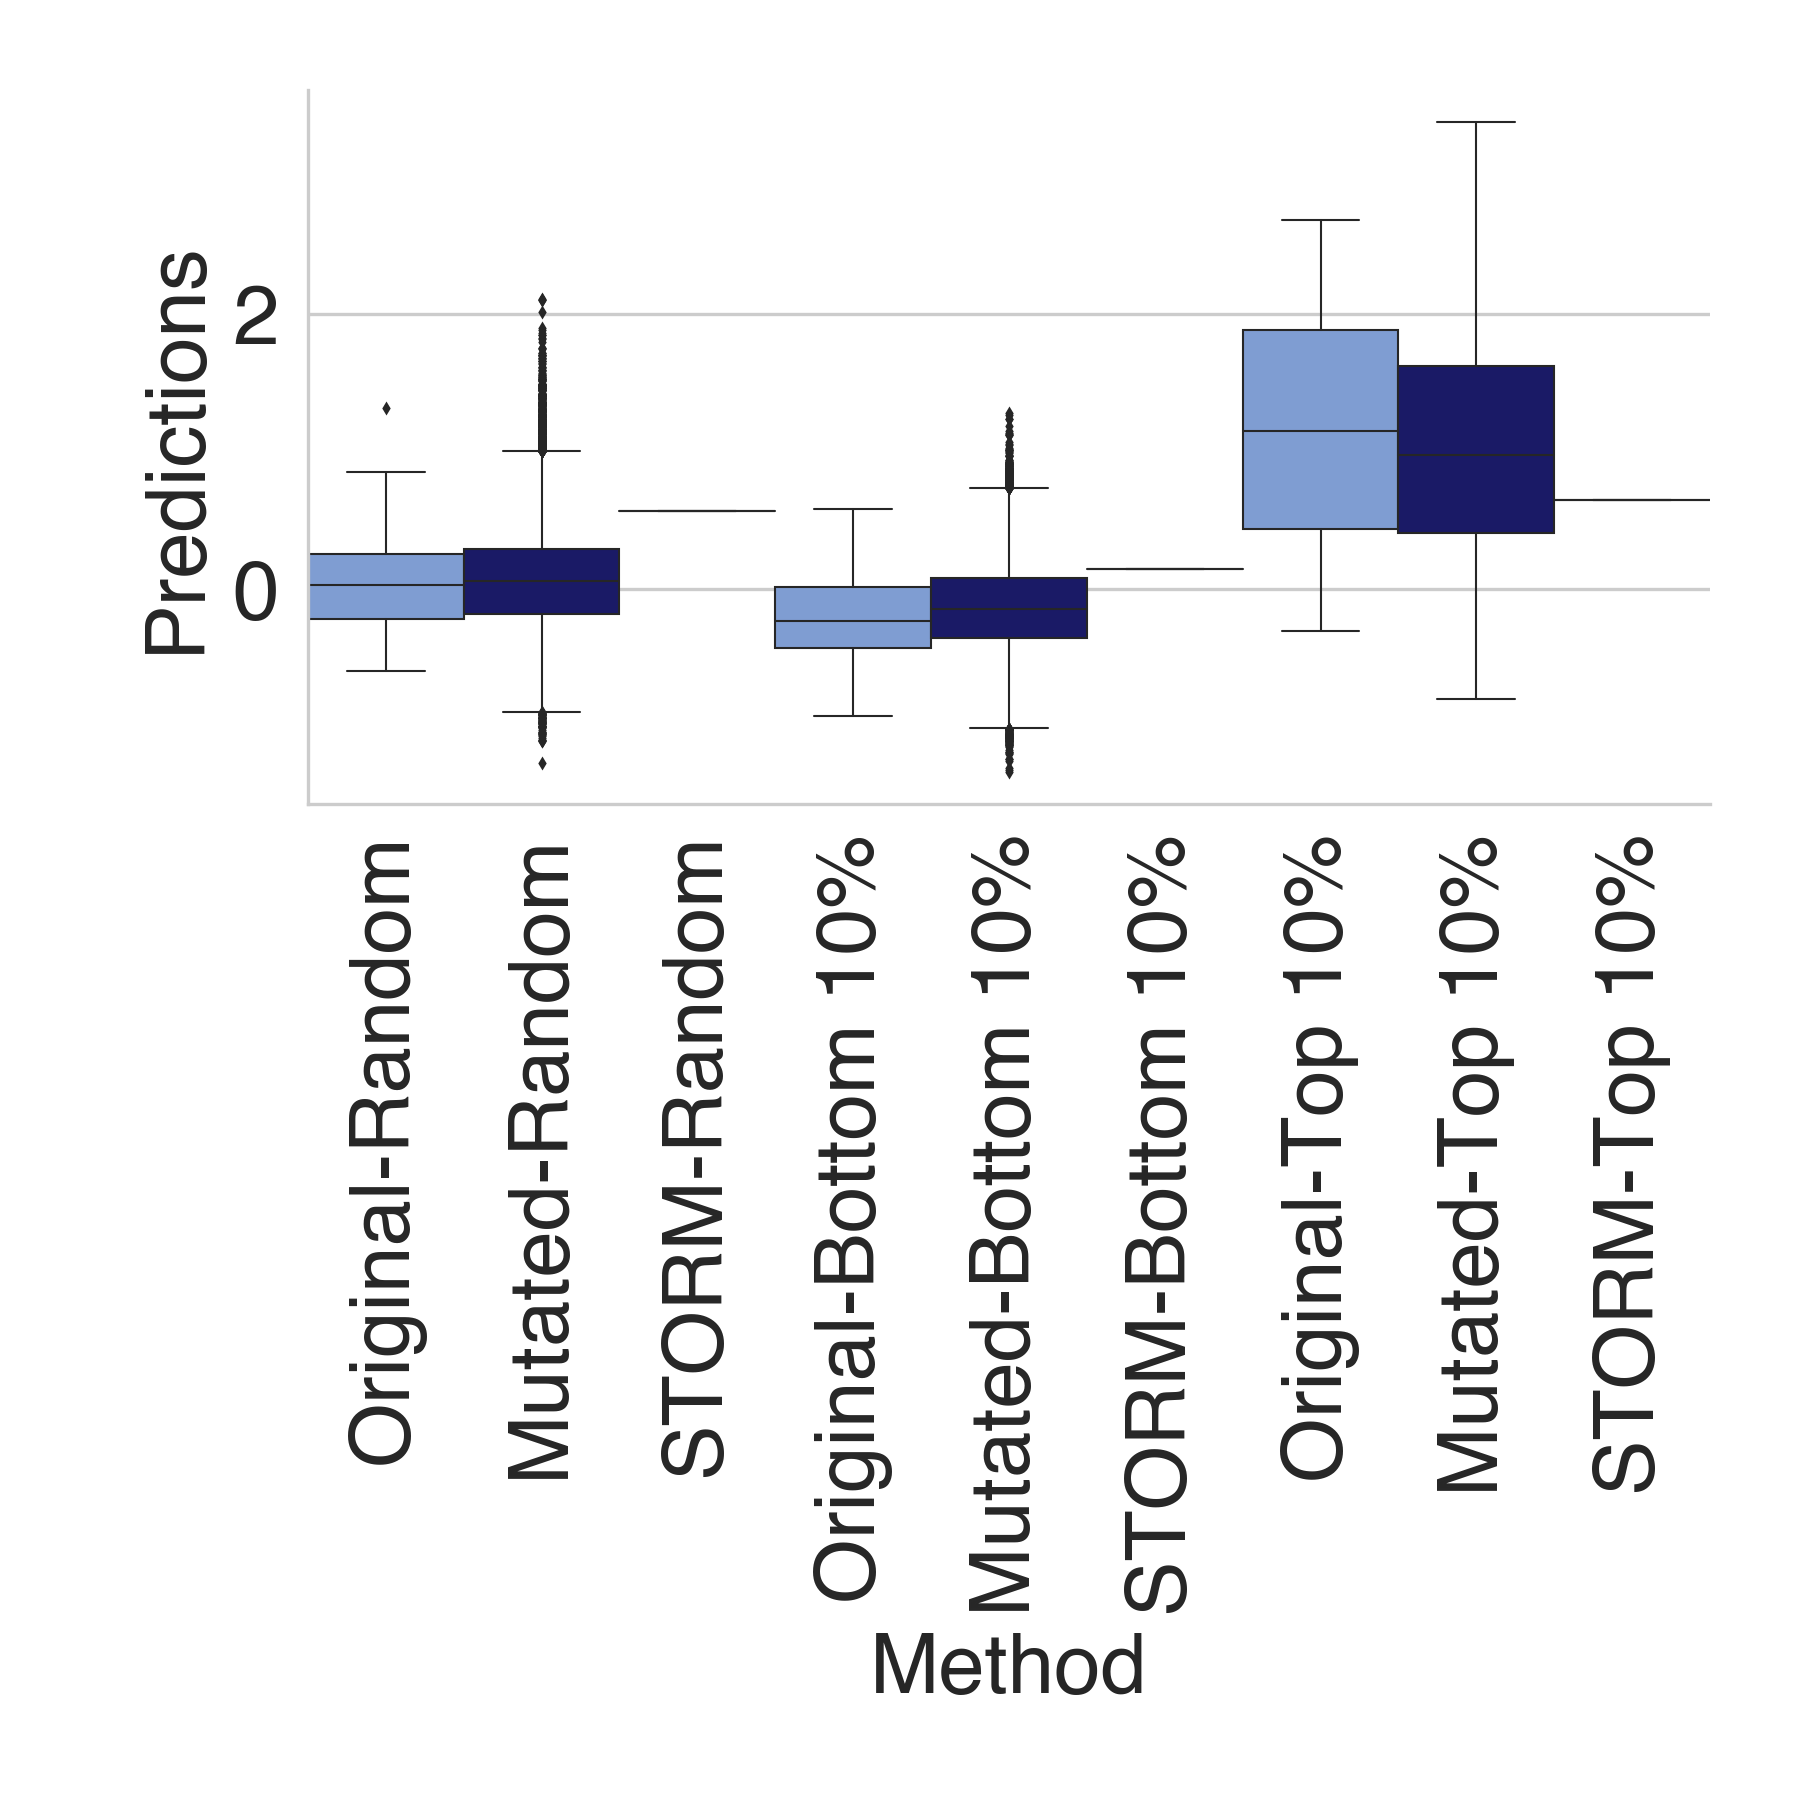 Predictions
2
0
Original-Random
Mutated-Random
STORM-Random
Original-Bottom 10%
Mutated-Bottom 10%
STORM-Bottom 10%
Original-Top 10%
Mutated-Top 10%
STORM-Top 10%
Method